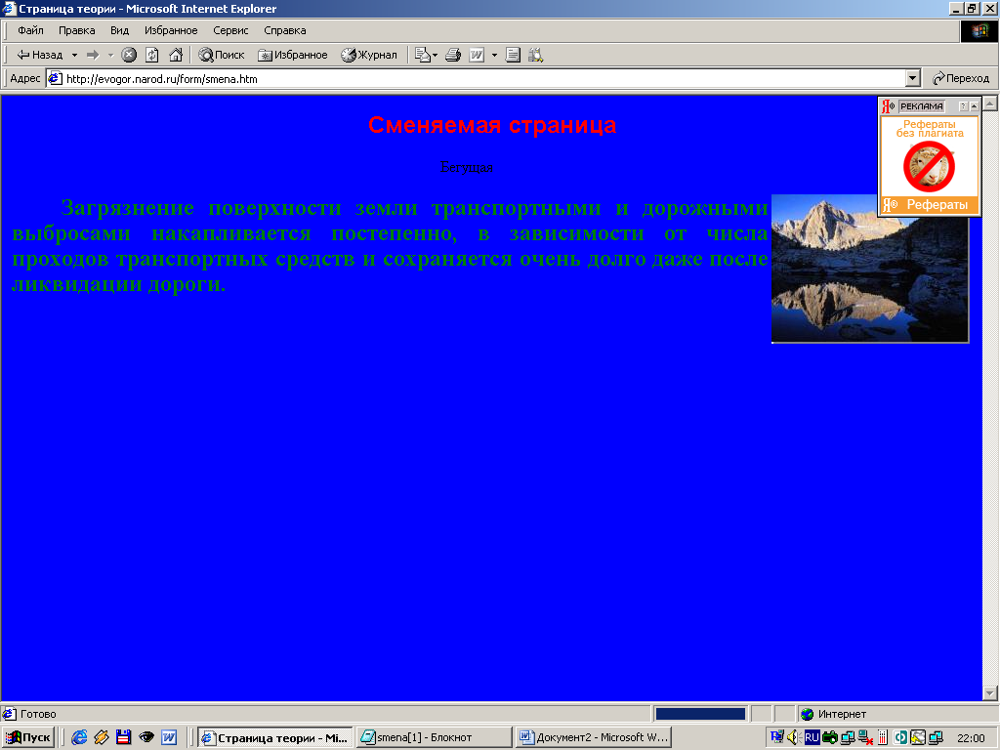 Страница теории - Microsoft Internet Explorer
Файл Правка Вид Избранное Сервис Справка
Назад Поиск Избранное Журнал
Адрес http://evogor.narod.ru/form/smena.htm Переход
Я РЕКЛАМА ?
Рефераты
без плагиата
Я Рефераты
Сменяемая страница
Загрязнение поверхности земли транспортными и дорожными
выбросами накапливается постепенно, в зависимости от числа
проходов транспортных средств и сохраняется очень долго даже после
ликвидации дороги.
Готово Интернет
Пуск Страница теории - Mi... smena[1] - Блокнот Документ2 - Microsoft W... RU 22:00